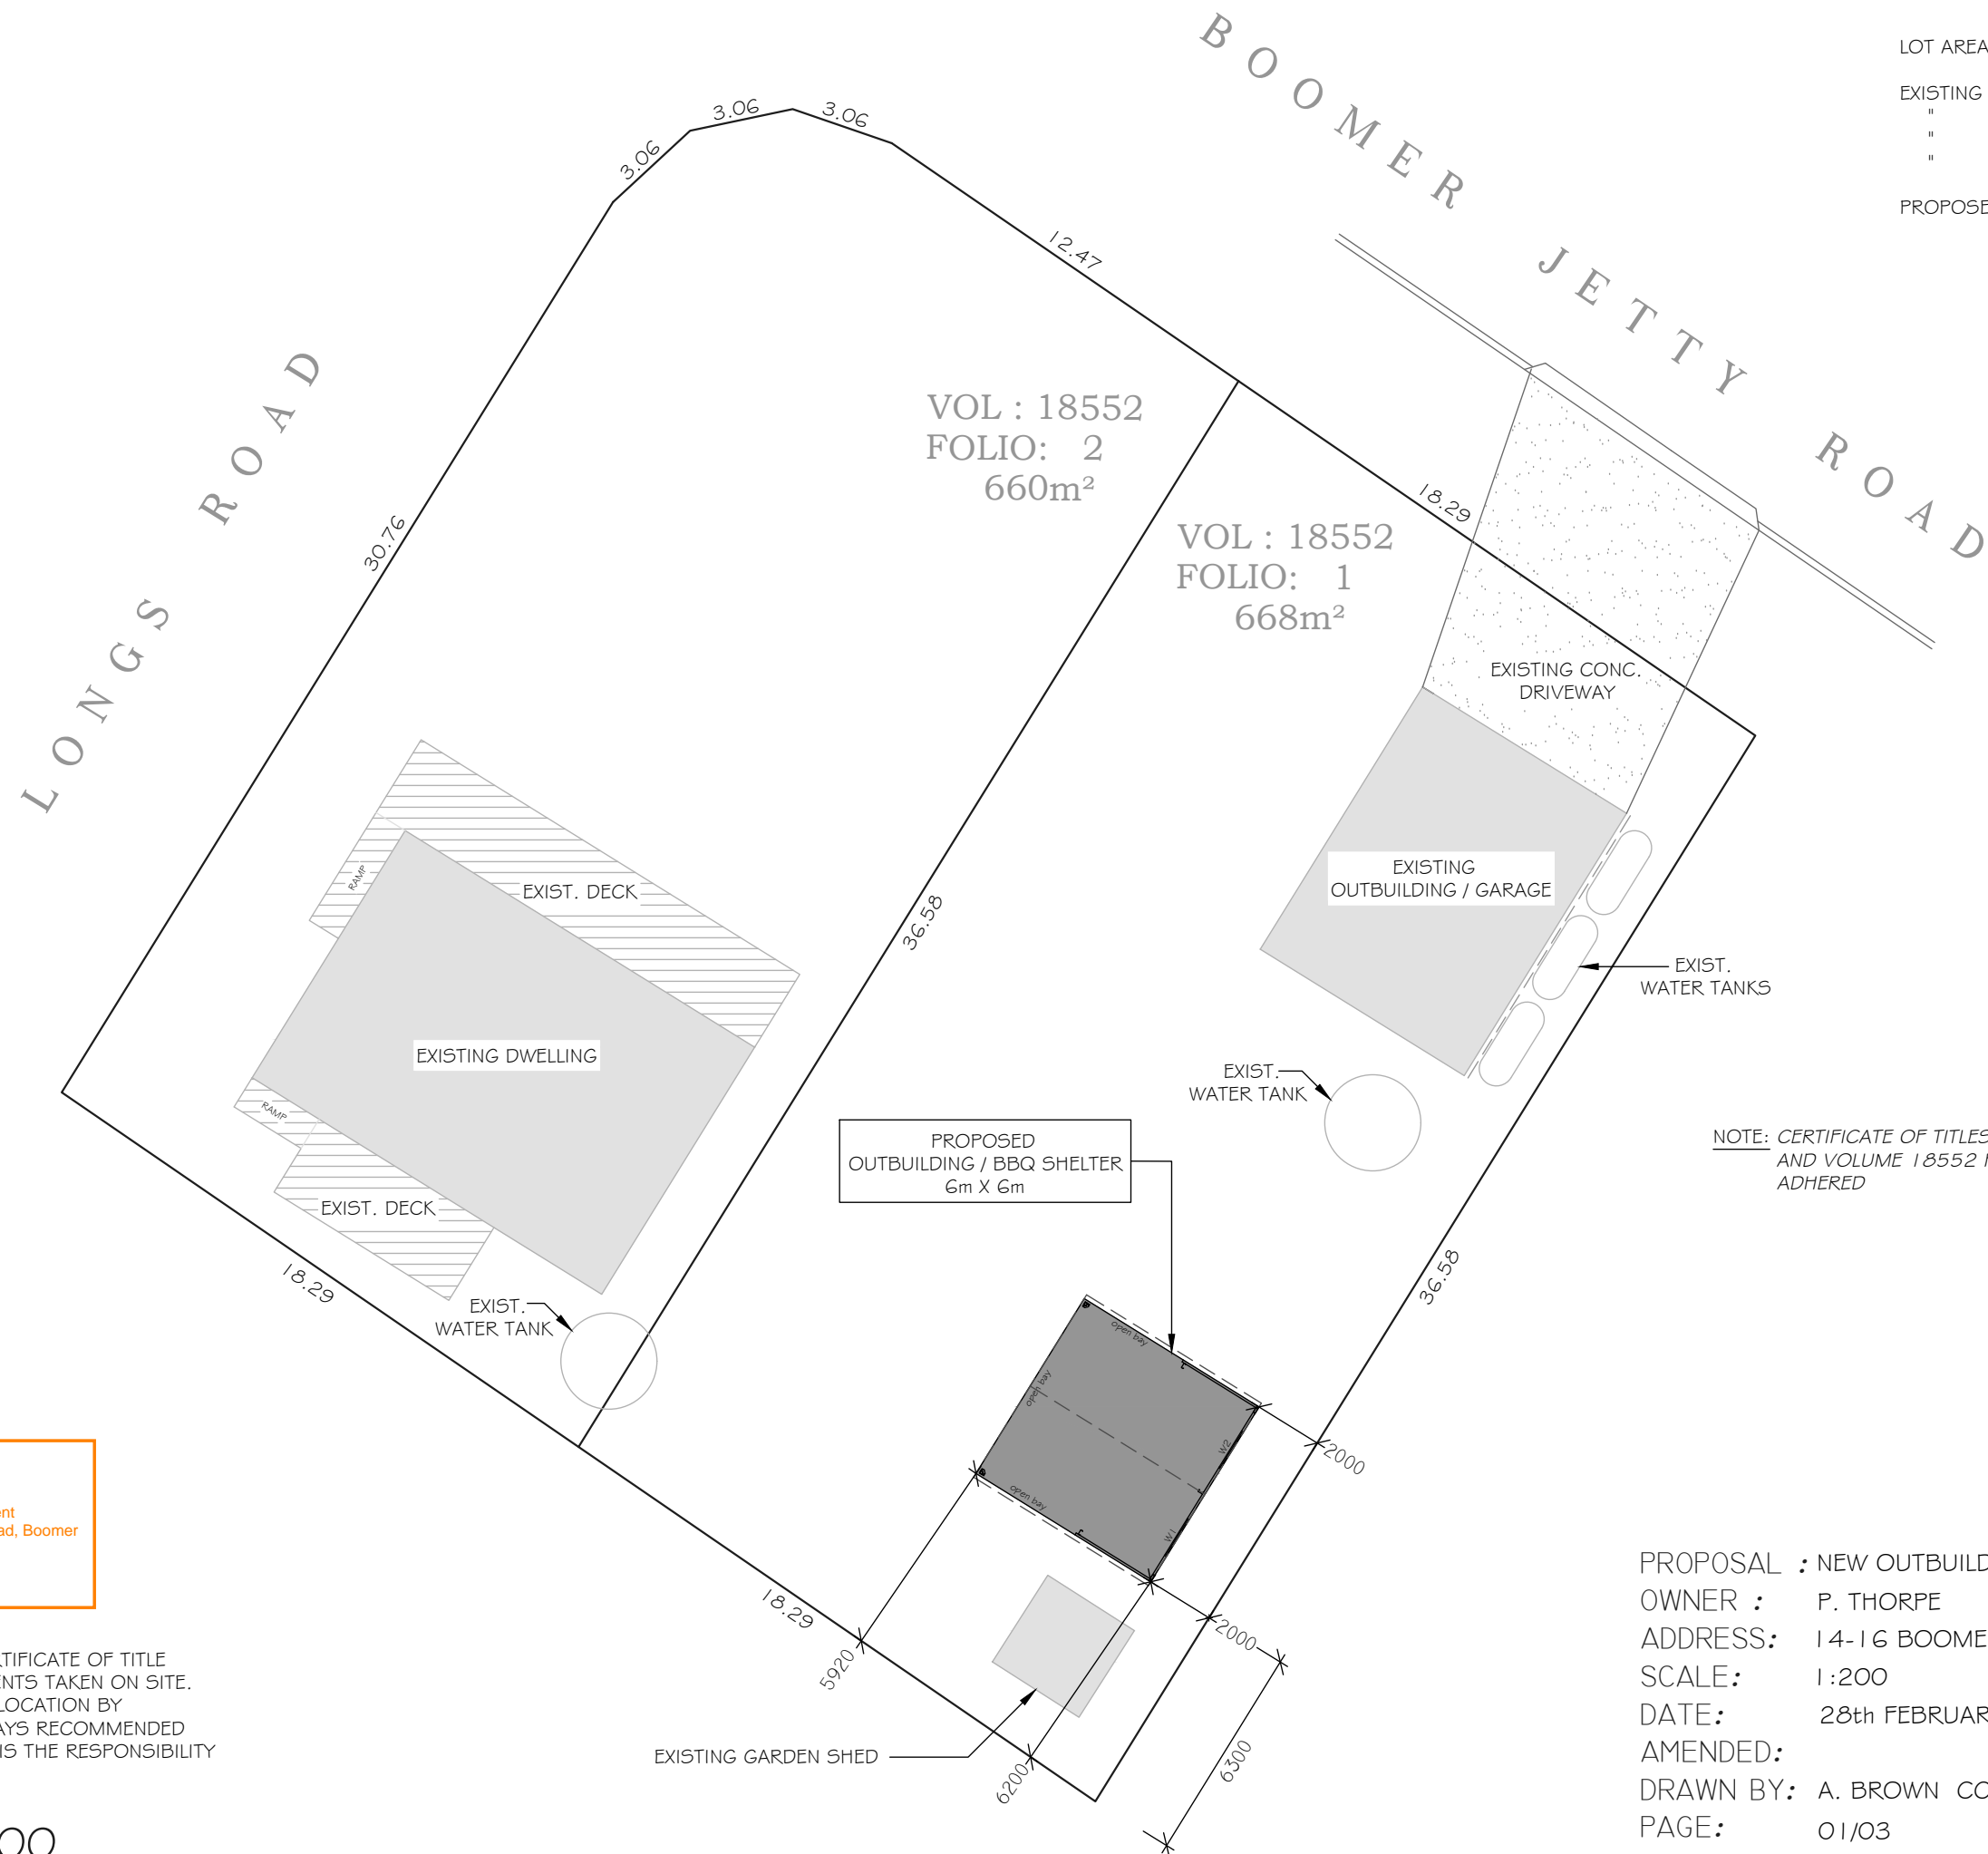 BOOMER JETTY ROAD
LONGS ROAD
LOT AREA
EXISTING
"
"
"
PROPOSE
3.06
3.06
3.06
12.47
18.29
30.76
VOL : 18552
FOLIO: 2
660m²
VOL : 18552
FOLIO: 1
668m²
EXISTING CONC.
DRIVEWAY
EXISTING
OUTBUILDING / GARAGE
RAMP
EXIST. DECK
36.58
EXIST.
WATER TANKS
EXISTING DWELLING
EXIST.
WATER TANK
RAMP
PROPOSED
OUTBUILDING / BBQ SHELTER
6m X 6m
NOTE: CERTIFICATE OF TITLES
AND VOLUME 18552
ADHERED
EXIST. DECK
18.29
36.58
EXIST.
WATER TANK
open bay
open bay
open bay
W2
W1
2000
2000
18.29
5920
6200
6300
EXISTING GARDEN SHED
ent
ad, Boomer
RTIFICATE OF TITLE
ENTS TAKEN ON SITE.
LOCATION BY
AYS RECOMMENDED
IS THE RESPONSIBILITY
00
PROPOSAL : NEW OUTBUILD
OWNER : P. THORPE
ADDRESS: 14-16 BOOME
SCALE: 1:200
DATE: 28th FEBRUAR
AMENDED:
DRAWN BY: A. BROWN CO
PAGE: 01/03